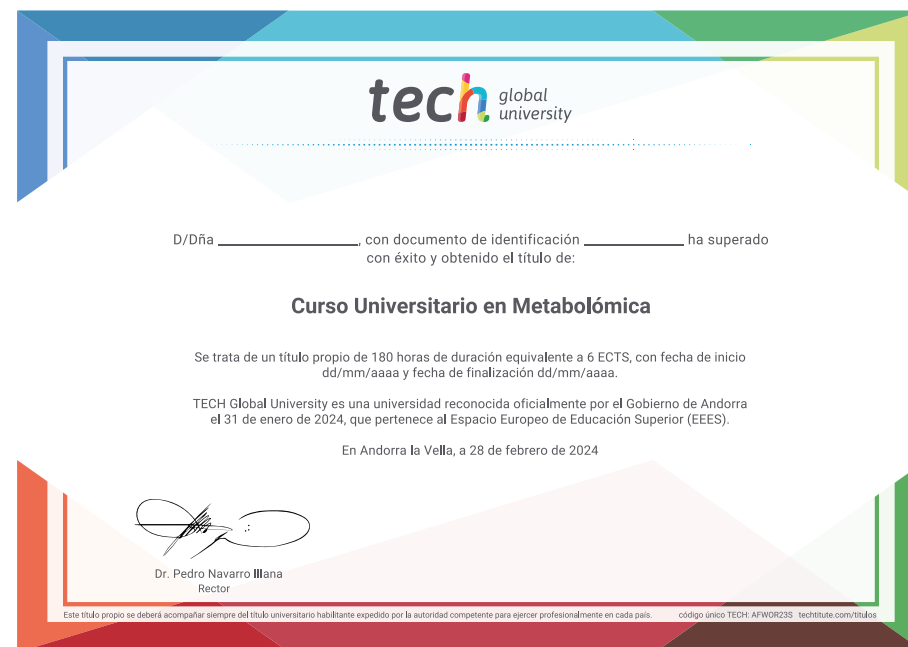 tech global university
D/Dña ____________________, con documento de identificación ______________ ha superado
con éxito y obtenido el título de:
Curso Universitario en Metabolómica
Se trata de un título propio de 180 horas de duración equivalente a 6 ECTS, con fecha de inicio
dd/mm/aaaa y fecha de finalización dd/mm/aaaa.
TECH Global University es una universidad reconocida oficialmente por el Gobierno de Andorra
el 31 de enero de 2024, que pertenece al Espacio Europeo de Educación Superior (EEES).
En Andorra la Vella, a 28 de febrero de 2024
Dr. Pedro Navarro Illana
Rector
Este título propio se deberá acompañar siempre del título universitario habilitante expedido por la autoridad competente para ejercer profesionalmente en cada país. código único TECH: AFWOR23S techtitute.com/titulos